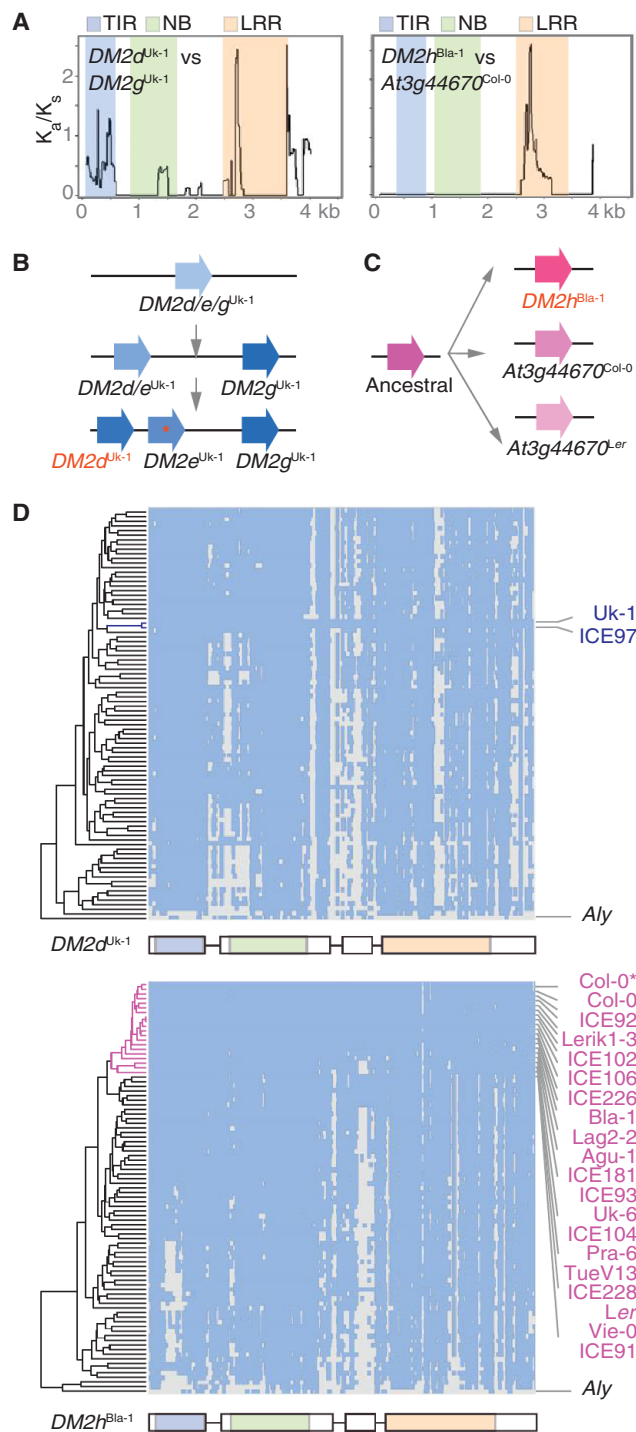 A
TIR NB LRR
DM2d^Uk-1 vs
DM2g^Uk-1
Ka/Ks
2
1
0
0 1 2 3 4 kb
TIR NB LRR
DM2h^Bla-1 vs
At3g44670^Col-0
0 1 2 3 4 kb
B
DM2d/e/g^Uk-1
DM2d/e^Uk-1 DM2g^Uk-1
DM2d^Uk-1 DM2e^Uk-1 DM2g^Uk-1
C
DM2h^Bla-1
Ancestral
At3g44670^Col-0
At3g44670^Ler
D
Uk-1
ICE97
Aly
DM2d^Uk-1
Col-0*
Col-0
ICE92
Lerik1-3
ICE102
ICE106
ICE226
Bla-1
Lag2-2
Agu-1
ICE181
ICE93
Uk-6
ICE104
Pra-6
TueV13
ICE228
Ler
Vie-0
ICE91
Aly
DM2h^Bla-1